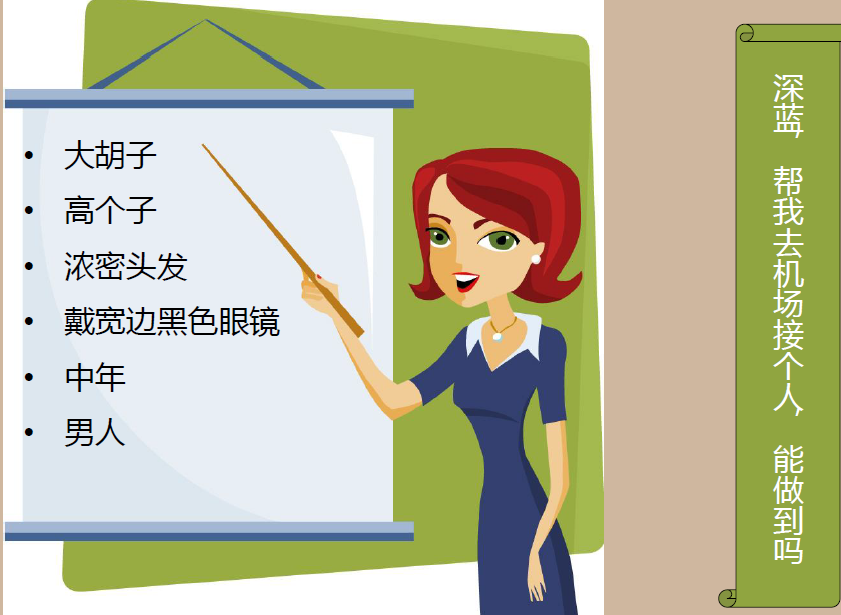 大胡子
高个子
浓密头发
戴宽边黑色眼镜
中年
男人
深蓝，帮我去机场接个人，能做到吗